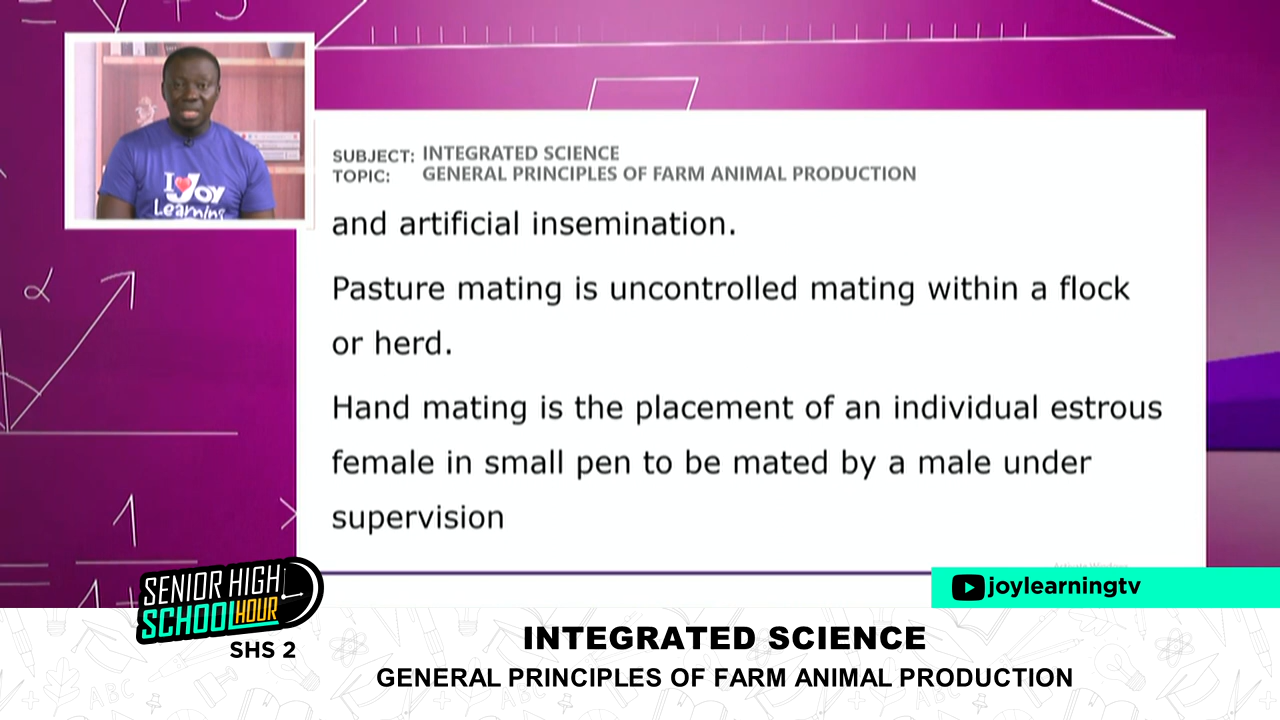 I ♥ Joy
Learning
SUBJECT: INTEGRATED SCIENCE
TOPIC: GENERAL PRINCIPLES OF FARM ANIMAL PRODUCTION
and artificial insemination.
Pasture mating is uncontrolled mating within a flock
or herd.
Hand mating is the placement of an individual estrous
female in small pen to be mated by a male under
supervision
α
1
SENIOR HIGH
SCHOOL HOUR
SHS 2
joylearningtv
INTEGRATED SCIENCE
GENERAL PRINCIPLES OF FARM ANIMAL PRODUCTION